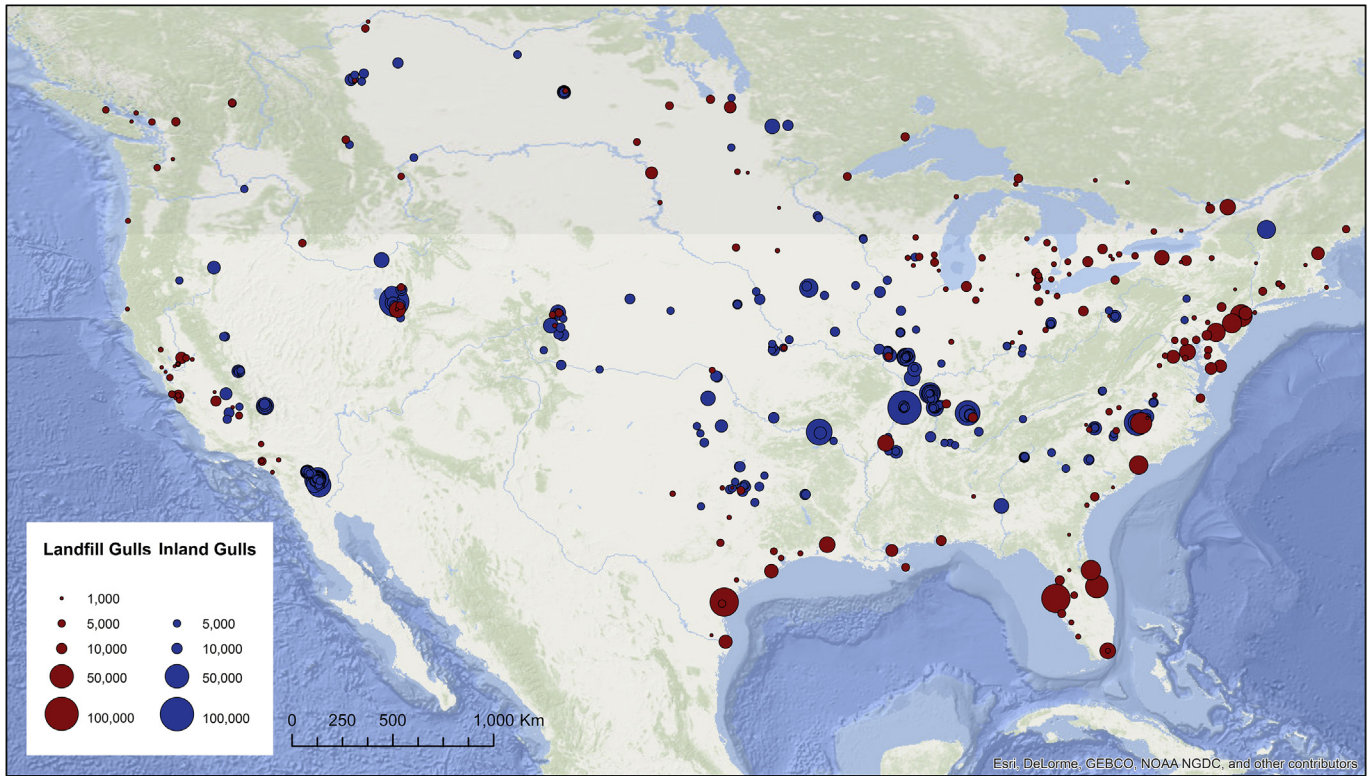 Landfill Gulls Inland Gulls
1,000
5,000 5,000
10,000 10,000
50,000 50,000
100,000 100,000
0 250 500 1,000 Km
Esri, DeLorme, GEBCO, NOAA NGDC, and other contributors